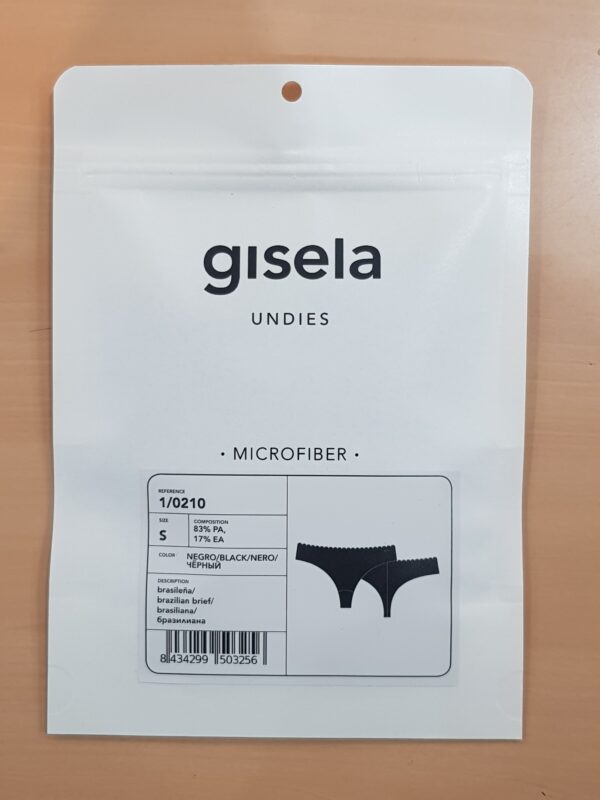 gisela
UNDIES
· MICROFIBER ·
REFERENCE
1/0210
SIZE
S
COMPOSITION
83% PA,
17% EA
COLOR
NEGRO/BLACK/NERO/
ЧЁРНЫЙ
DESCRIPTION
brasileña/
brazilian brief/
brasiliana/
бразилиана
8 434299 503256